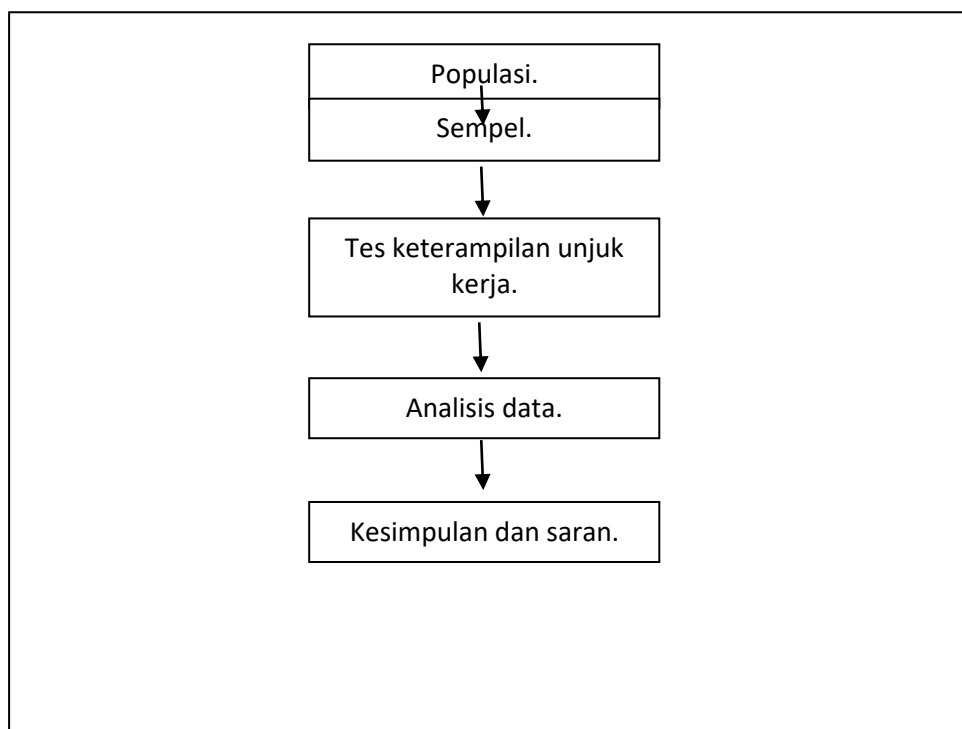 Populasi.
Sempel.
Tes keterampilan unjuk
kerja.
Analisis data.
Kesimpulan dan saran.